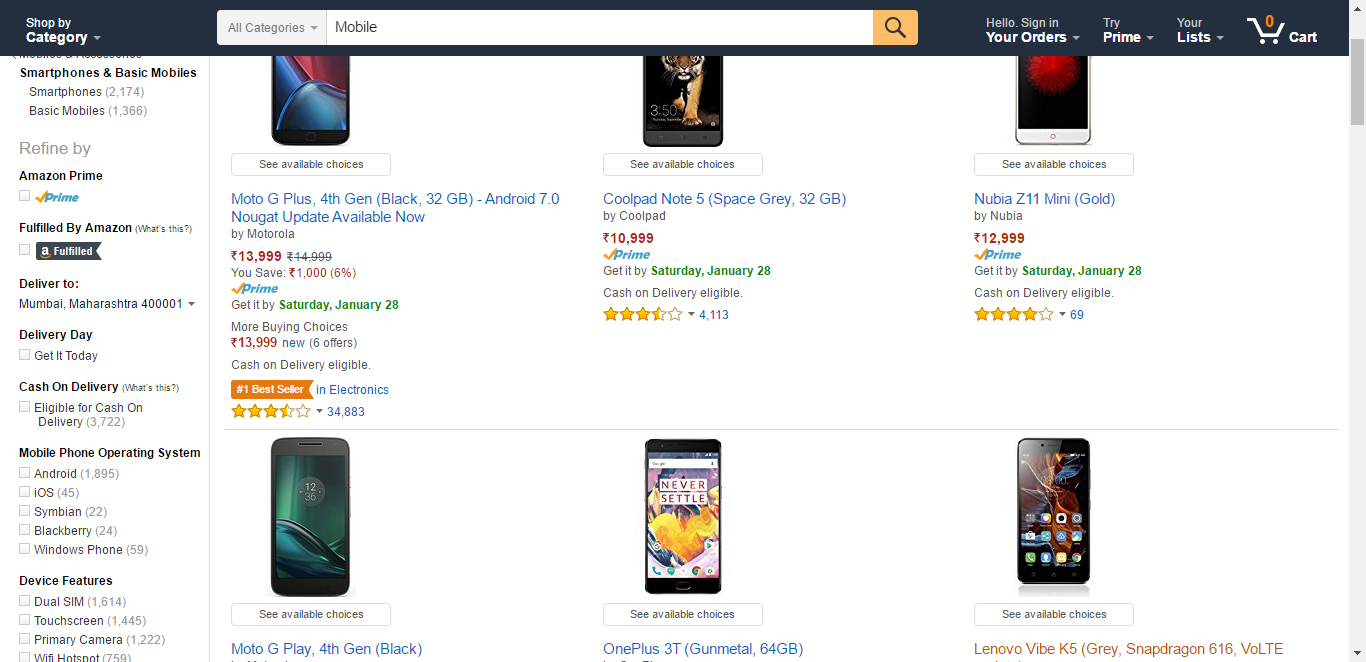 Shop by
Category
All Categories
Mobile
Hello. Sign in
Your Orders
Try
Prime
Your
Lists
0
Cart
Mobiles & Accessories
Smartphones & Basic Mobiles
Smartphones (2,174)
Basic Mobiles (1,366)
Refine by
Amazon Prime
Prime
Fulfilled By Amazon (What's this?)
a Fulfilled
Deliver to:
Mumbai, Maharashtra 400001
Delivery Day
Get It Today
Cash On Delivery (What's this?)
Eligible for Cash On
Delivery (3,722)
Mobile Phone Operating System
Android (1,895)
iOS (45)
Symbian (22)
Blackberry (24)
Windows Phone (59)
Device Features
Dual SIM (1,614)
Touchscreen (1,445)
Primary Camera (1,222)
Wifi Hotspot (759)
See available choices
Moto G Plus, 4th Gen (Black, 32 GB) - Android 7.0
Nougat Update Available Now
by Motorola
₹13,999 ₹14,999
You Save: ₹1,000 (6%)
Prime
Get it by Saturday, January 28
More Buying Choices
₹13,999 new (6 offers)
Cash on Delivery eligible.
#1 Best Seller in Electronics
34,883
3:50
See available choices
Coolpad Note 5 (Space Grey, 32 GB)
by Coolpad
₹10,999
Prime
Get it by Saturday, January 28
Cash on Delivery eligible.
4,113
See available choices
Nubia Z11 Mini (Gold)
by Nubia
₹12,999
Prime
Get it by Saturday, January 28
Cash on Delivery eligible.
69
12
36
See available choices
Moto G Play, 4th Gen (Black)
Google
NEVER
SETTLE
See available choices
OnePlus 3T (Gunmetal, 64GB)
See available choices
Lenovo Vibe K5 (Grey, Snapdragon 616, VoLTE